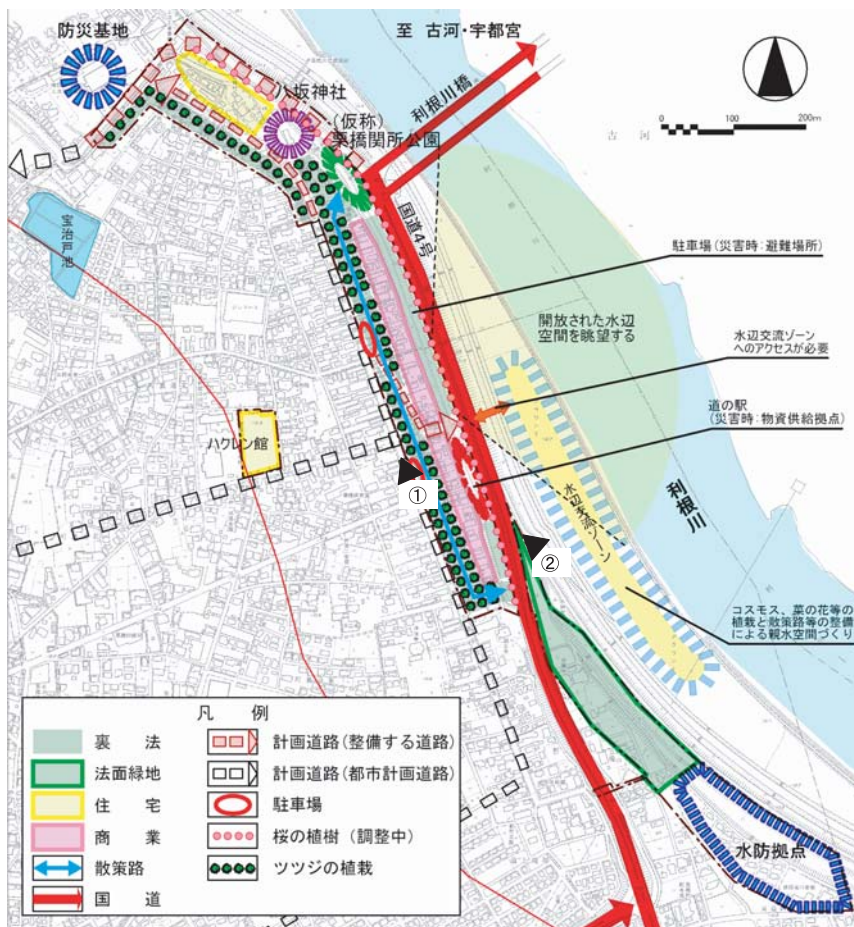 防災基地
至 古河・宇都宮
八坂神社
(仮称)
栗橋関所公園
利根川橋
国道4号
0 100 200m
古 河
宝治戸池
駐車場(災害時:避難場所)
開放された水辺
空間を眺望する
水辺交流ゾーン
へのアクセスが必要
道の駅
(災害時:物資供給拠点)
ハクレン館
①
②
水辺交流ゾーン
利根川
コスモス、菜の花等の
植栽と散策路等の整備
による親水空間づくり
水防拠点
凡 例
裏 法
法面緑地
住 宅
商 業
散策路
国 道
計画道路(整備する道路)
計画道路(都市計画道路)
駐車場
桜の植樹(調整中)
ツツジの植栽